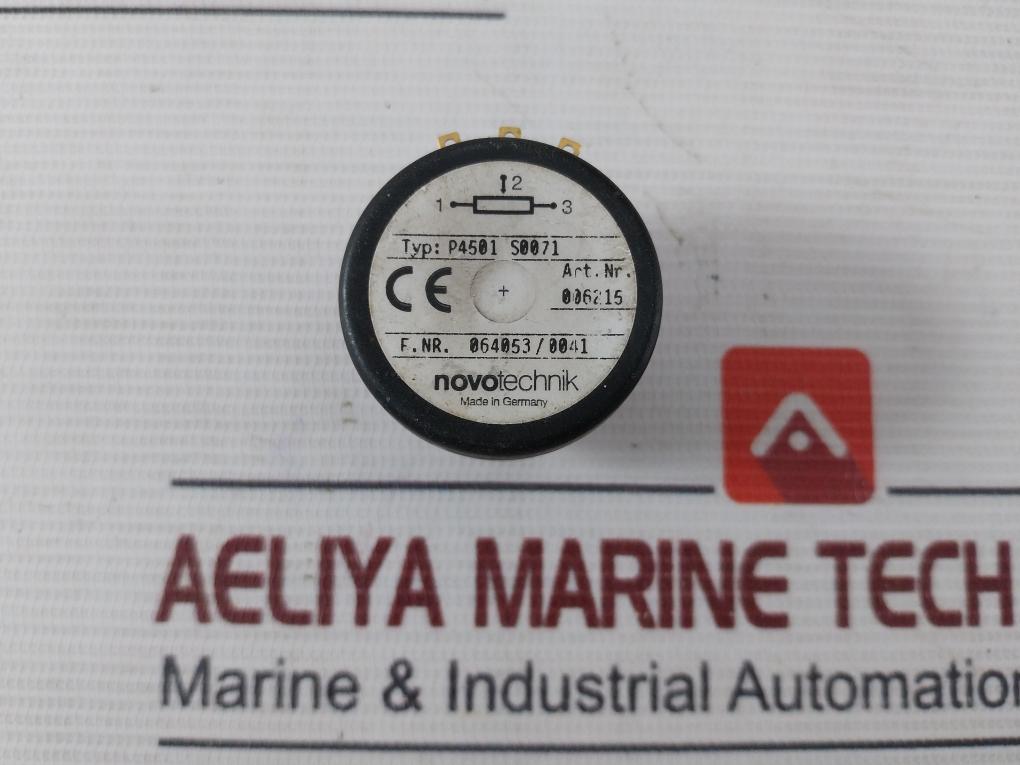 2
1 3
Typ: P4501 S0071
Art.Nr.
CE
006215
F.NR. 064053/0041
novotechnik
Made in Germany
AELIYA MARINE TECH
Marine & Industrial Automation